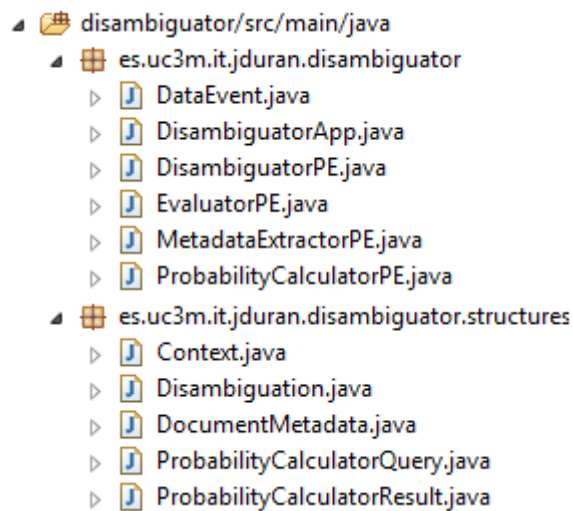 disambiguator/src/main/java
es.uc3m.it.jduran.disambiguator
DataEvent.java
DisambiguatorApp.java
DisambiguatorPE.java
EvaluatorPE.java
MetadataExtractorPE.java
ProbabilityCalculatorPE.java
es.uc3m.it.jduran.disambiguator.structures
Context.java
Disambiguation.java
DocumentMetadata.java
ProbabilityCalculatorQuery.java
ProbabilityCalculatorResult.java